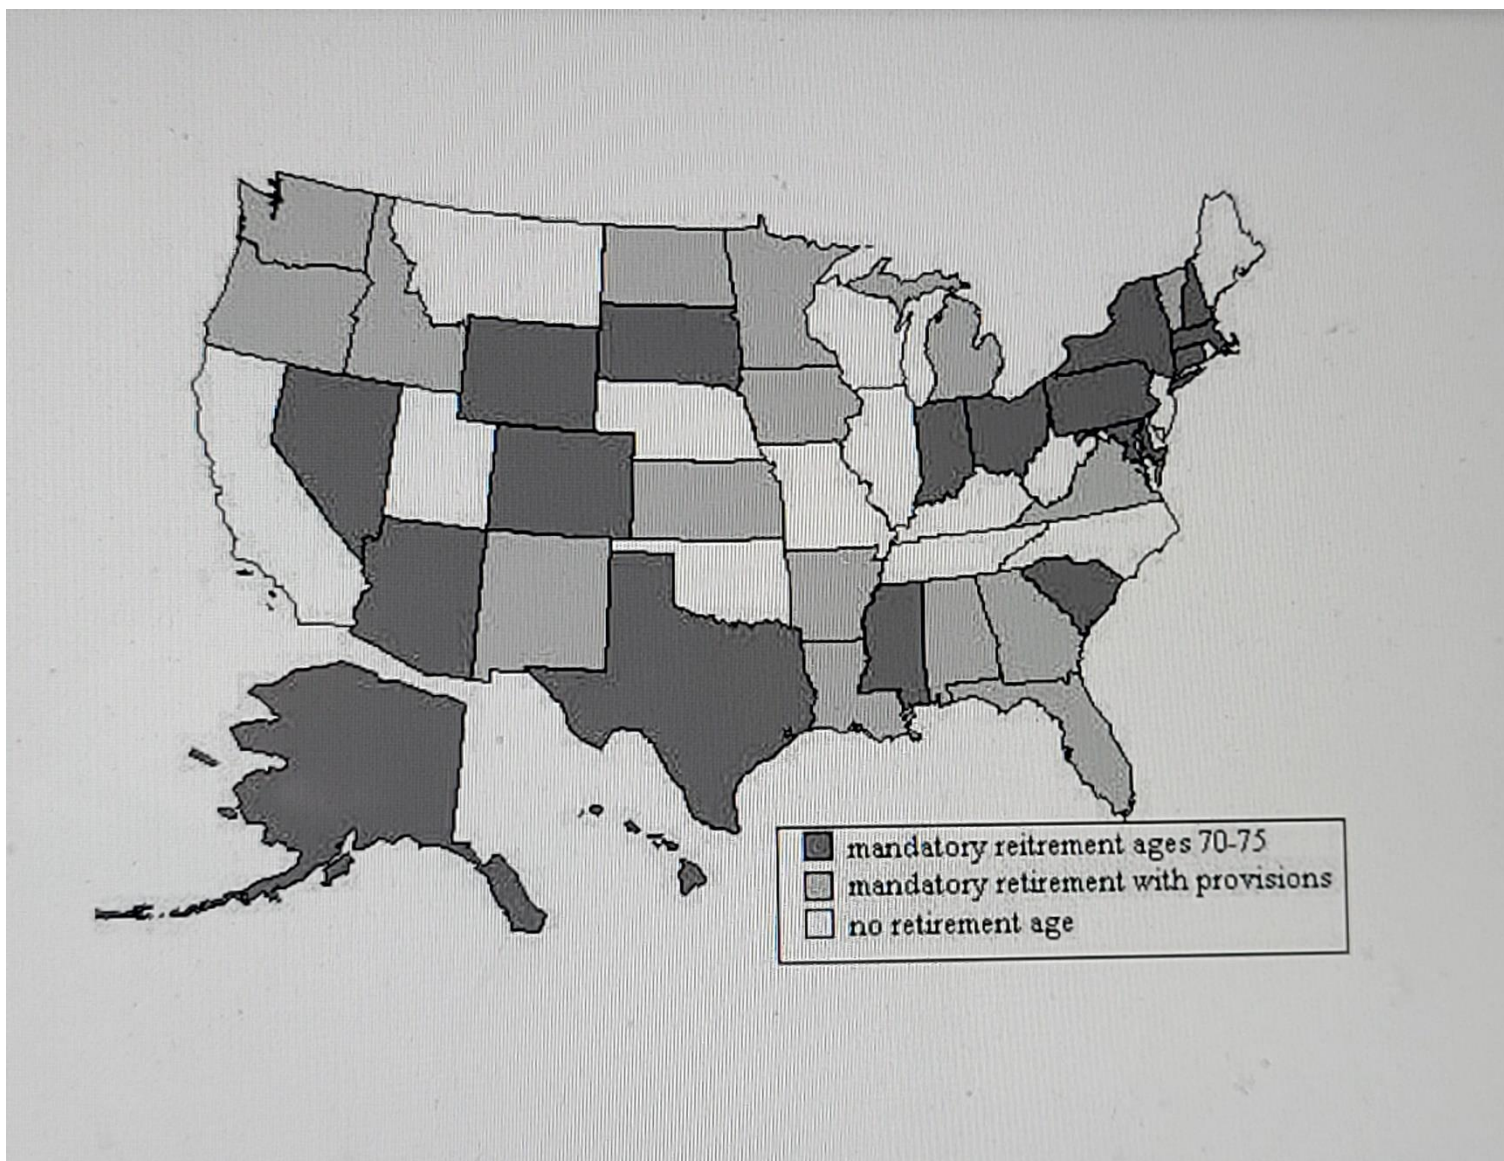 mandatory reitrement ages 70-75
mandatory retirement with provisions
no retirement age